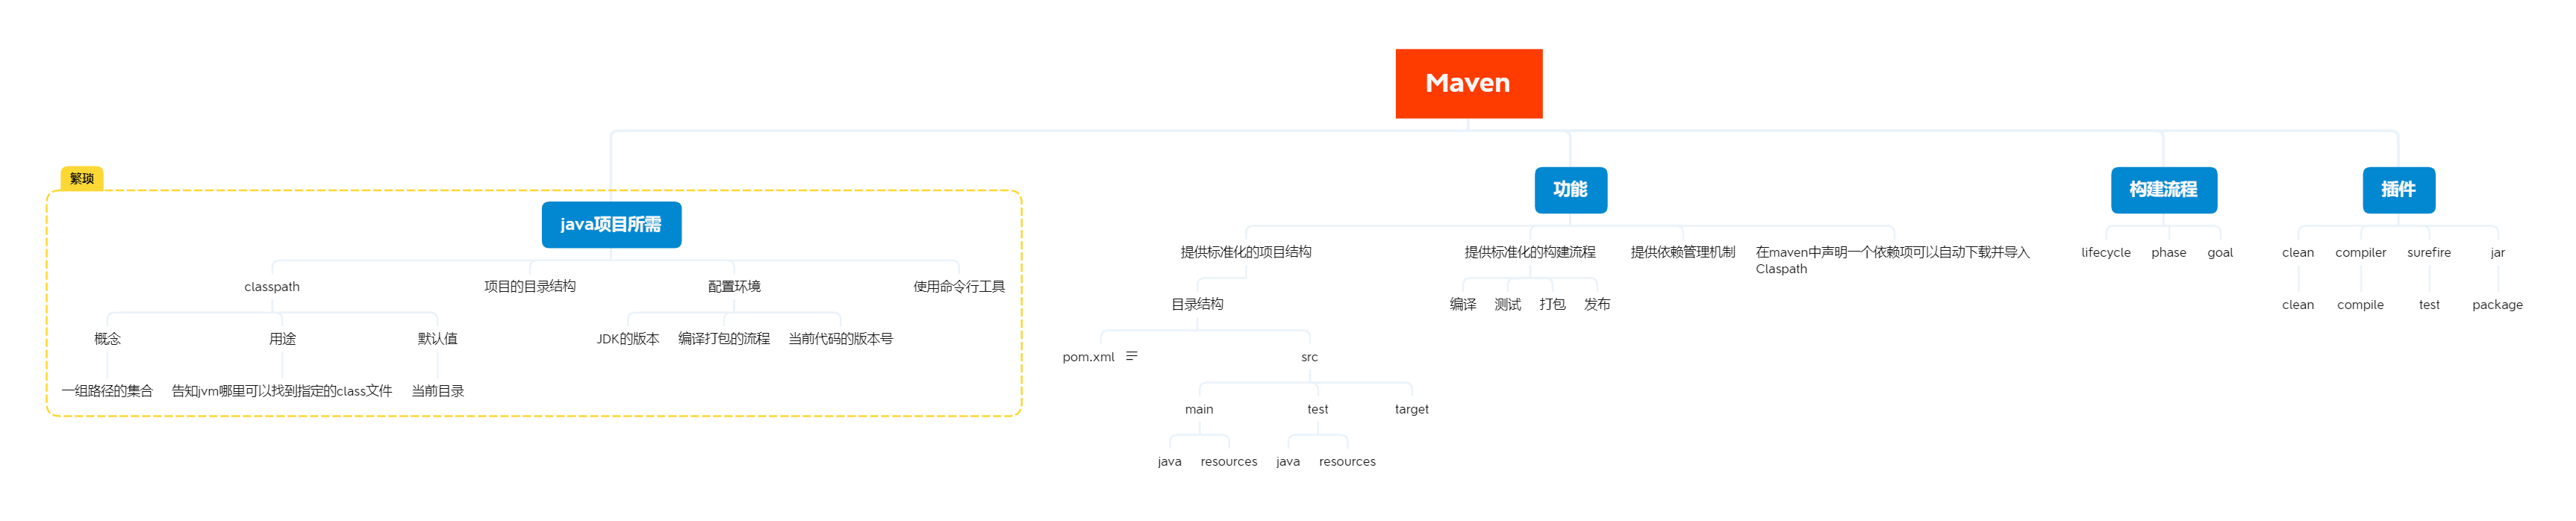 Maven
繁琐
java项目所需
classpath
概念
一组路径的集合
用途
告知jvm哪里可以找到指定的class文件
默认值
当前目录
项目的目录结构
配置环境
JDK的版本
编译打包的流程
当前代码的版本号
使用命令行工具
功能
提供标准化的项目结构
目录结构
pom.xml
src
main
java
resources
test
java
resources
target
提供标准化的构建流程
编译
测试
打包
发布
提供依赖管理机制
在maven中声明一个依赖项可以自动下载并导入
Claspath
构建流程
lifecycle
phase
goal
插件
clean
clean
compiler
compile
surefire
test
jar
package